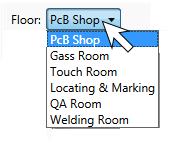 Floor: PcB Shop
PcB Shop
Gass Room
Touch Room
Locating & Marking
QA Room
Welding Room